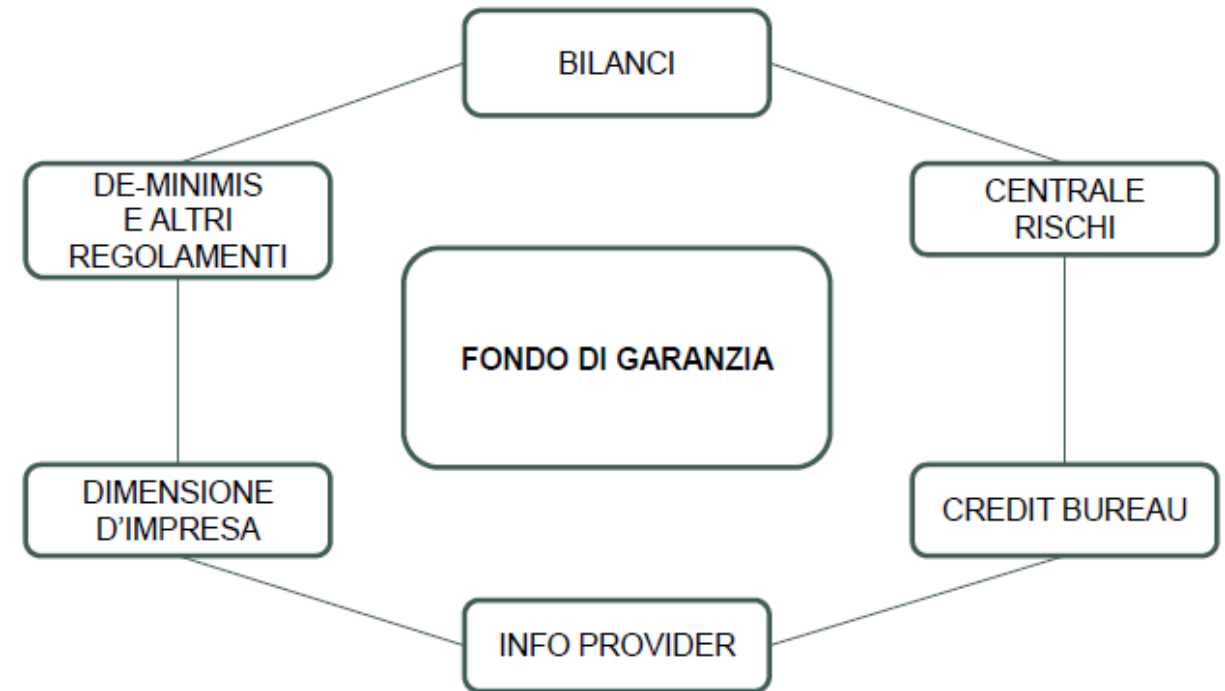 BILANCI
DE-MINIMIS
E ALTRI
REGOLAMENTI
CENTRALE
RISCHI
FONDO DI GARANZIA
DIMENSIONE
D'IMPRESA
CREDIT BUREAU
INFO PROVIDER